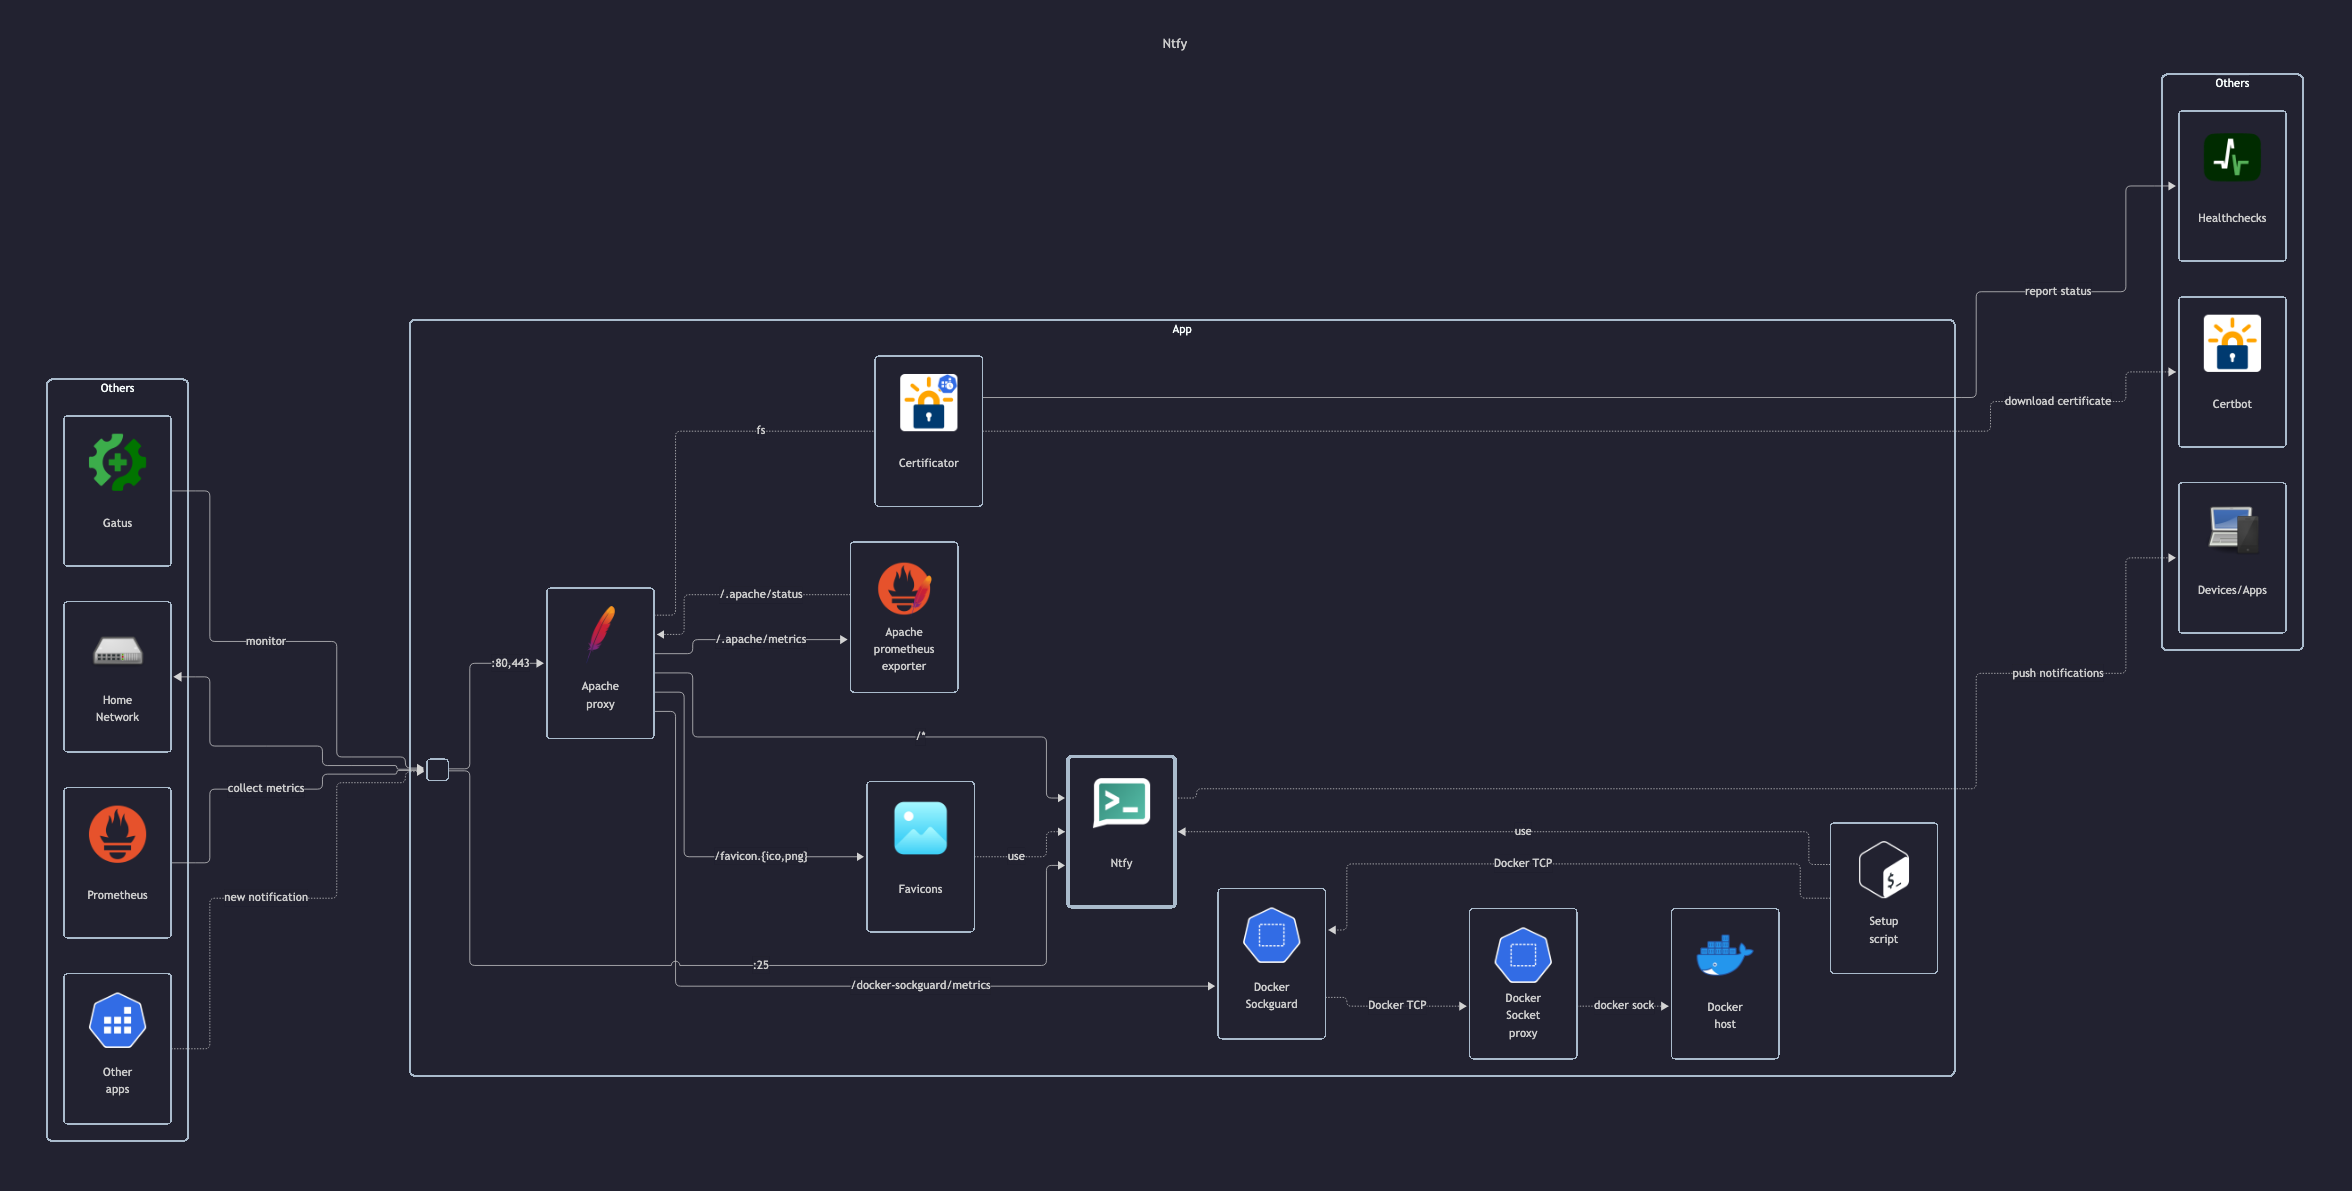 Ntfy
Others
Gatus
Home
Network
Prometheus
Other
apps
monitor
collect metrics
new notification
App
:80,443
Apache
proxy
fs
/.apache/status
/.apache/metrics
/*
/favicon.{ico,png}
:25
/docker-sockguard/metrics
Certificator
Apache
prometheus
exporter
Favicons
use
>_
Ntfy
use
Docker TCP
Docker
Sockguard
Docker TCP
Docker
Socket
proxy
docker sock
Docker
host
$_
Setup
script
report status
download certificate
push notifications
Others
Healthchecks
Certbot
Devices/Apps